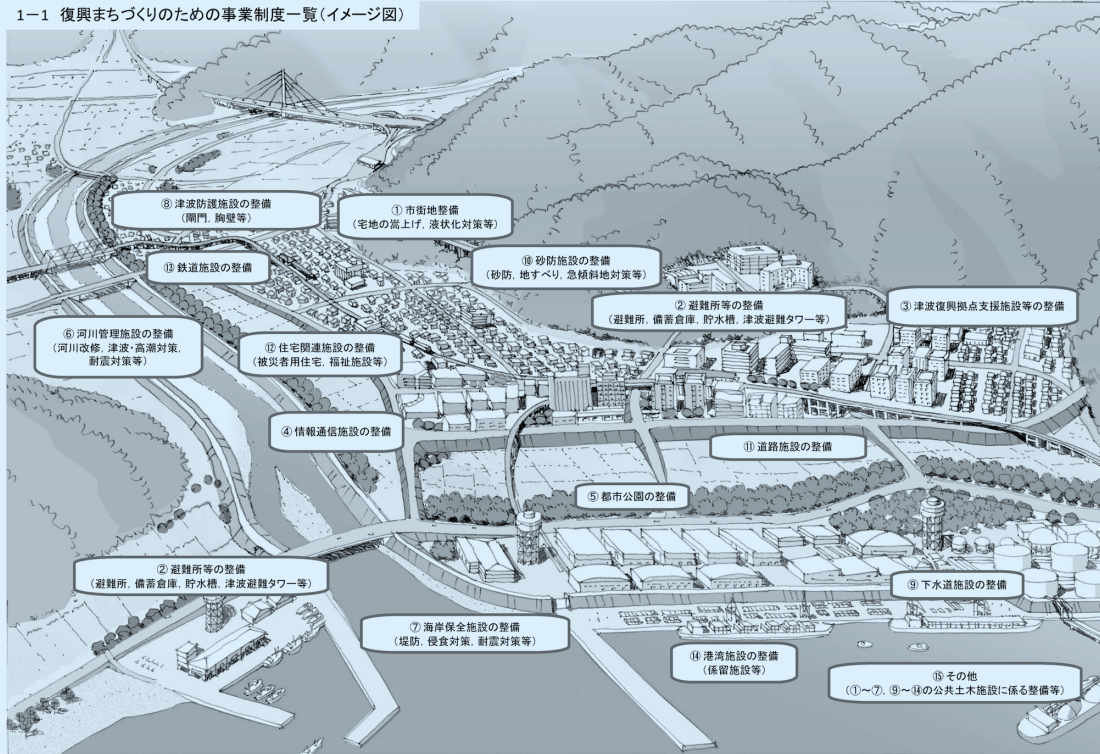 1−1 復興まちづくりのための事業制度一覧(イメージ図)
⑧ 津波防護施設の整備
(閘門, 胸壁等)
① 市街地整備
(宅地の嵩上げ, 液状化対策等)
⑬ 鉄道施設の整備
⑩ 砂防施設の整備
(砂防, 地すべり, 急傾斜地対策等)
② 避難所等の整備
(避難所, 備蓄倉庫, 貯水槽, 津波避難タワー等)
③ 津波復興拠点支援施設等の整備
⑥ 河川管理施設の整備
(河川改修, 津波・高潮対策,
耐震対策等)
⑫ 住宅関連施設の整備
(被災者用住宅, 福祉施設等)
④ 情報通信施設の整備
⑪ 道路施設の整備
⑤ 都市公園の整備
② 避難所等の整備
(避難所, 備蓄倉庫, 貯水槽, 津波避難タワー等)
⑨ 下水道施設の整備
⑦ 海岸保全施設の整備
(堤防, 侵食対策, 耐震対策等)
⑭ 港湾施設の整備
(係留施設等)
⑮ その他
(①～⑦, ⑨～⑭の公共土木施設に係る整備等)